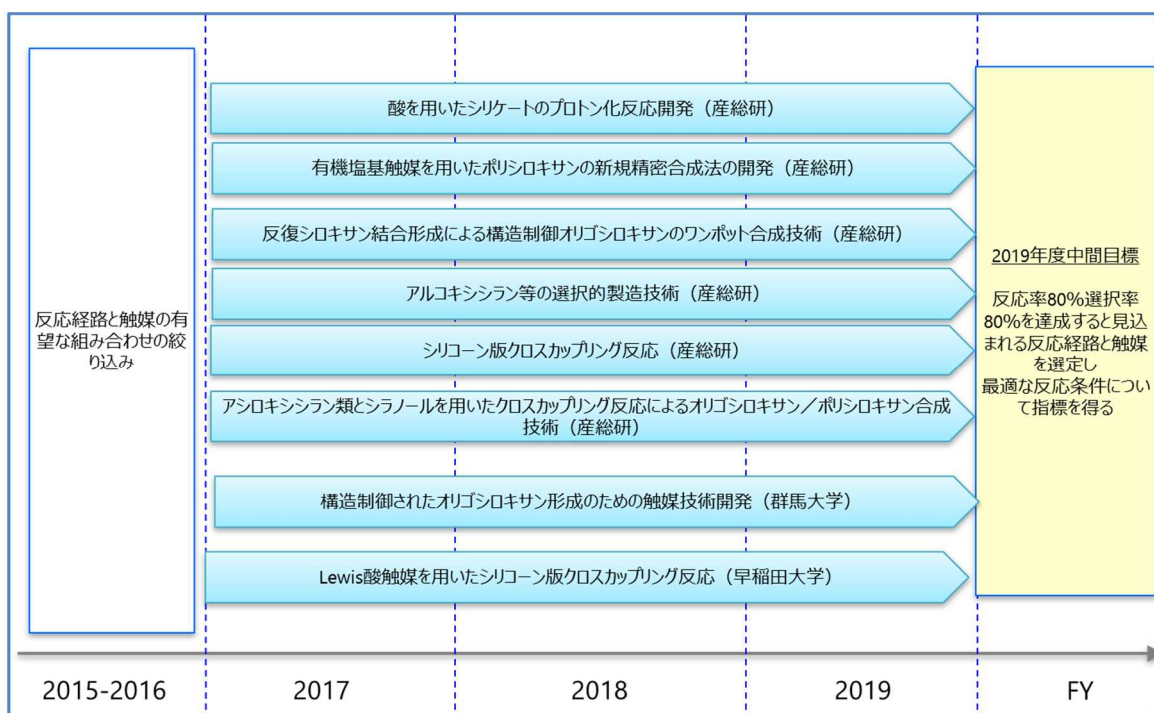 反応経路と触媒の有
望な組み合わせの絞
り込み
酸を用いたシリケートのプロトン化反応開発（産総研）
有機塩基触媒を用いたポリシロキサンの新規精密合成法の開発（産総研）
反復シロキサン結合形成による構造制御オリゴシロキサンのワンポット合成技術（産総研）
アルコキシシラン等の選択的製造技術（産総研）
シリコーン版クロスカップリング反応（産総研）
アシロキシシラン類とシラノールを用いたクロスカップリング反応によるオリゴシロキサン／ポリシロキサン合成
技術（産総研）
構造制御されたオリゴシロキサン形成のための触媒技術開発（群馬大学）
Lewis酸触媒を用いたシリコーン版クロスカップリング反応（早稲田大学）
2019年度中間目標
反応率80%選択率
80%を達成すると見込
まれる反応経路と触媒
を選定し
最適な反応条件につい
て指標を得る
2015-2016
2017
2018
2019
FY